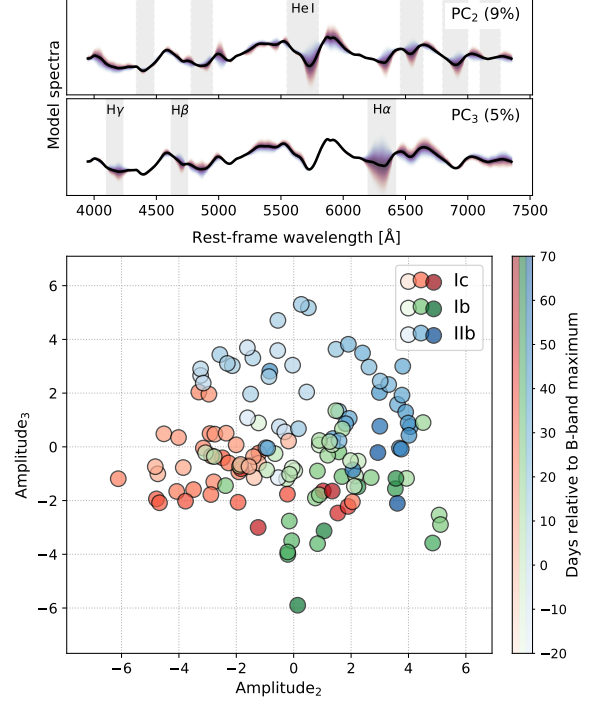 He I
PC2 (9%)
Model spectra
Hγ
Hβ
Hα
PC3 (5%)
4000 4500 5000 5500 6000 6500 7000 7500
Rest-frame wavelength [Å]
Ic
Ib
IIb
6
4
2
0
−2
−4
−6
Amplitude3
−6 −4 −2 0 2 4 6
Amplitude2
70
60
50
40
30
20
10
0
−10
−20
Days relative to B-band maximum